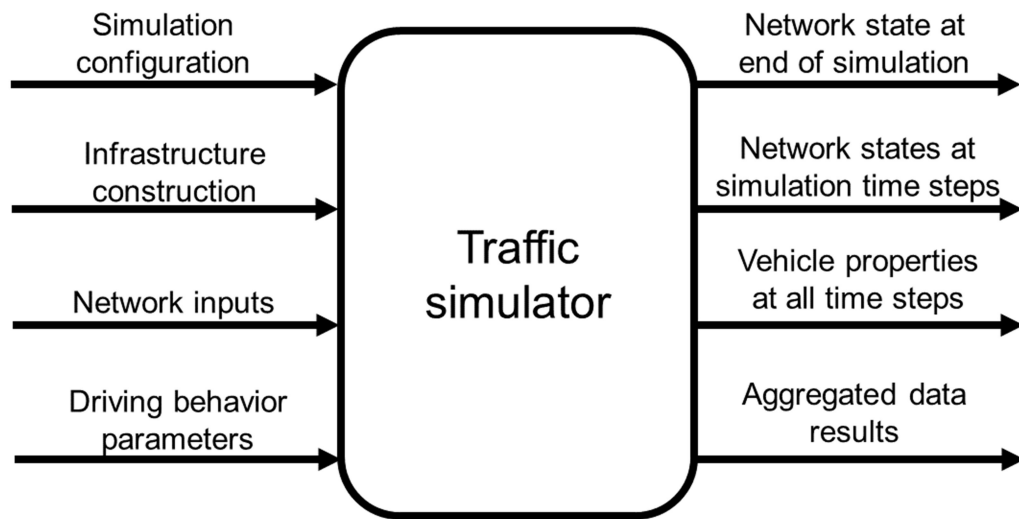 Simulation
configuration
Infrastructure
construction
Network inputs
Driving behavior
parameters
Traffic
simulator
Network state at
end of simulation
Network states at
simulation time steps
Vehicle properties
at all time steps
Aggregated data
results